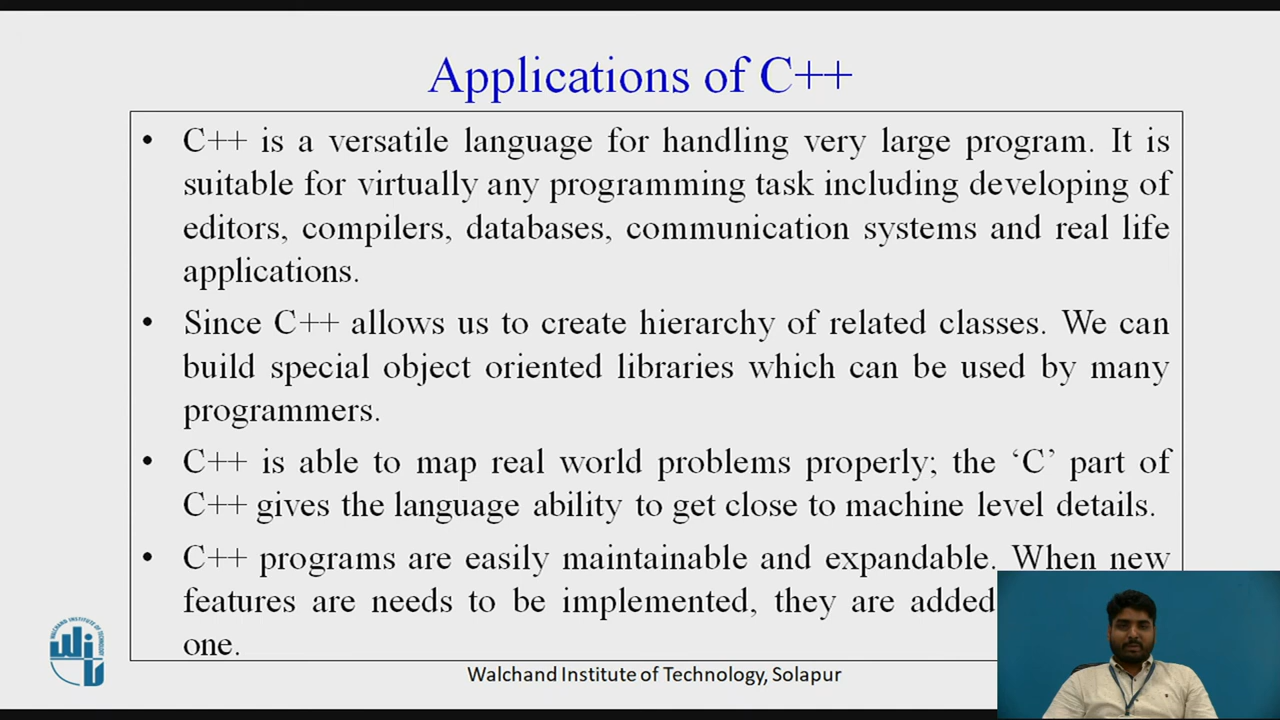 Applications of C++
• C++ is a versatile language for handling very large program. It is
suitable for virtually any programming task including developing of
editors, compilers, databases, communication systems and real life
applications.
• Since C++ allows us to create hierarchy of related classes. We can
build special object oriented libraries which can be used by many
programmers.
• C++ is able to map real world problems properly; the ‘C’ part of
C++ gives the language ability to get close to machine level details.
• C++ programs are easily maintainable and expandable. When new
features are needs to be implemented, they are added
one.
WALCHAND INSTITUTE OF TECHNOLOGY
WIT
Walchand Institute of Technology, Solapur